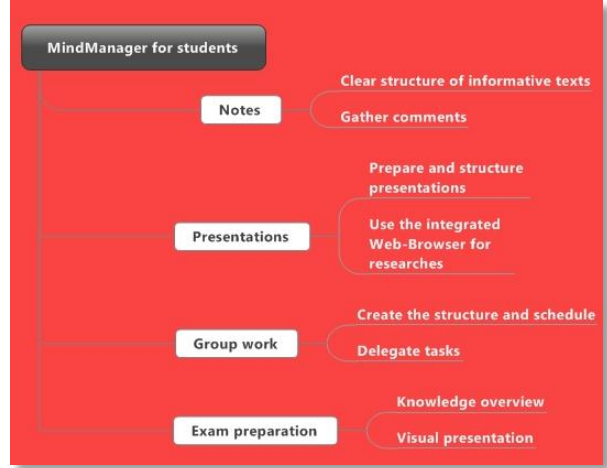 MindManager for students
Notes
Clear structure of informative texts
Gather comments
Presentations
Prepare and structure
presentations
Use the integrated
Web-Browser for
researches
Group work
Create the structure and schedule
Delegate tasks
Exam preparation
Knowledge overview
Visual presentation